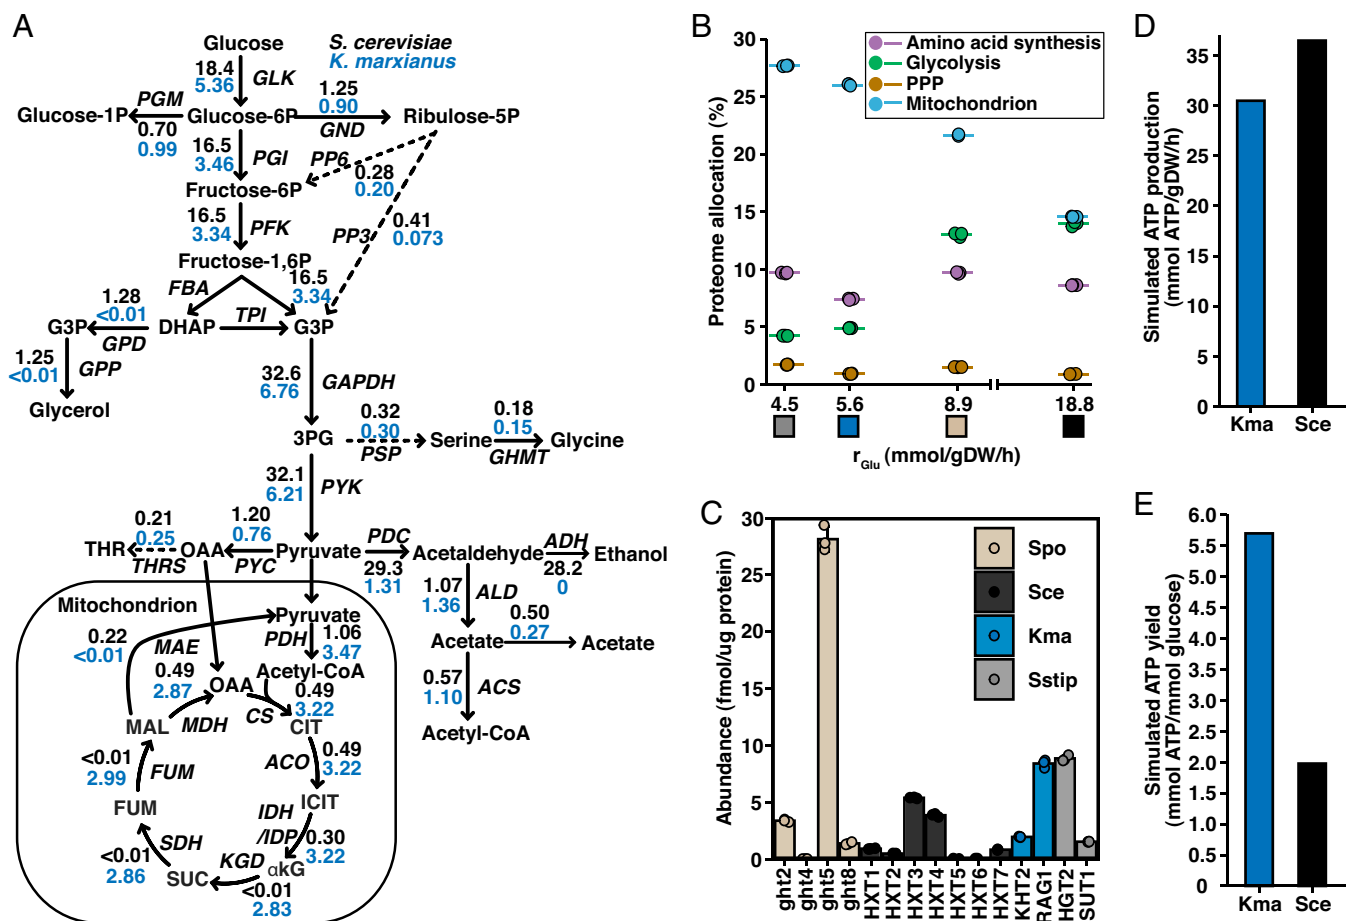 A
Glucose
S. cerevisiae
K. marxianus
18.4
5.36
GLK
1.25
0.90
PGM
Glucose-1P
Glucose-6P
GND
Ribulose-5P
0.70
0.99
16.5
3.46
PGI
PP6
0.28
0.20
Fructose-6P
16.5
3.34
PFK
PP3
0.41
0.073
Fructose-1,6P
FBA
16.5
3.34
1.28
<0.01
G3P
GPD
DHAP
TPI
G3P
1.25
<0.01
GPP
Glycerol
32.6
6.76
GAPDH
3PG
0.32
0.30
PSP
Serine
0.18
0.15
GHMT
Glycine
32.1
6.21
PYK
0.21
0.25
THR
THRS
OAA
1.20
0.76
PYC
Pyruvate
PDC
29.3
1.31
Acetaldehyde
ADH
28.2
0
Ethanol
1.07
1.36
ALD
Acetate
0.50
0.27
Acetate
0.57
1.10
ACS
Acetyl-CoA
Mitochondrion
Pyruvate
0.22
<0.01
MAE
PDH
1.06
3.47
Acetyl-CoA
0.49
2.87
OAA
MDH
CS
0.49
3.22
MAL
CIT
0.49
3.22
ACO
<0.01
2.99
FUM
FUM
ICIT
IDH
/IDP
0.30
3.22
SDH
<0.01
2.86
SUC
KGD
αkG
<0.01
2.83
B
Proteome allocation (%)
30
25
20
15
10
5
0
Amino acid synthesis
Glycolysis
PPP
Mitochondrion
4.5
5.6
8.9
18.8
rGlu (mmol/gDW/h)
C
Abundance (fmol/ug protein)
30
25
20
15
10
5
0
Spo
Sce
Kma
Sstip
ght2
ght4
ght5
ght8
HXT1
HXT2
HXT3
HXT4
HXT5
HXT6
HXT7
KHT2
RAG1
HGT2
SUT1
D
Simulated ATP production
(mmol ATP/gDW/h)
35
30
25
20
15
10
5
0
Kma
Sce
E
Simulated ATP yield
(mmol ATP/mmol glucose)
6.0
5.5
5.0
4.5
4.0
3.5
3.0
2.5
2.0
1.5
1.0
0.5
0
Kma
Sce